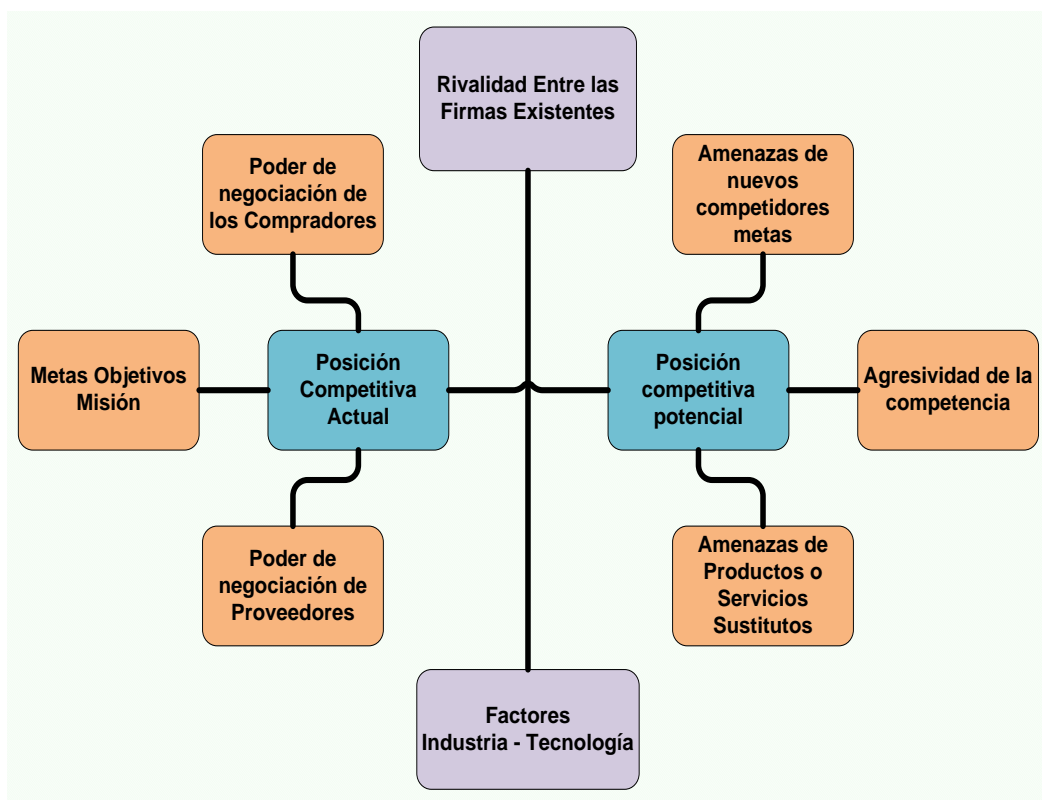 Rivalidad Entre las
Firmas Existentes
Poder de
negociación de
los Compradores
Amenazas de
nuevos
competidores
metas
Metas Objetivos
Misión
Posición
Competitiva
Actual
Posición
competitiva
potencial
Agresividad de la
competencia
Poder de
negociación de
Proveedores
Amenazas de
Productos o
Servicios
Sustitutos
Factores
Industria - Tecnología